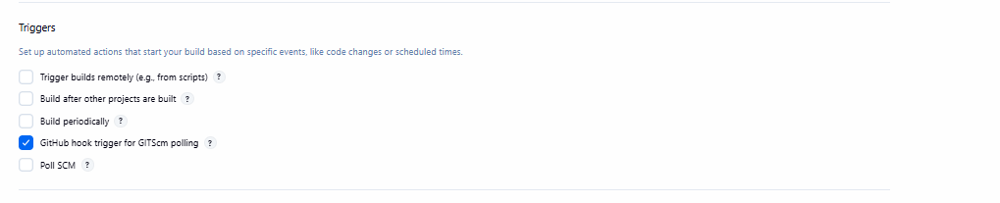 Triggers
Set up automated actions that start your build based on specific events, like code changes or scheduled times.
Trigger builds remotely (e.g., from scripts) ?
Build after other projects are built ?
Build periodically ?
GitHub hook trigger for GITScm polling ?
Poll SCM ?